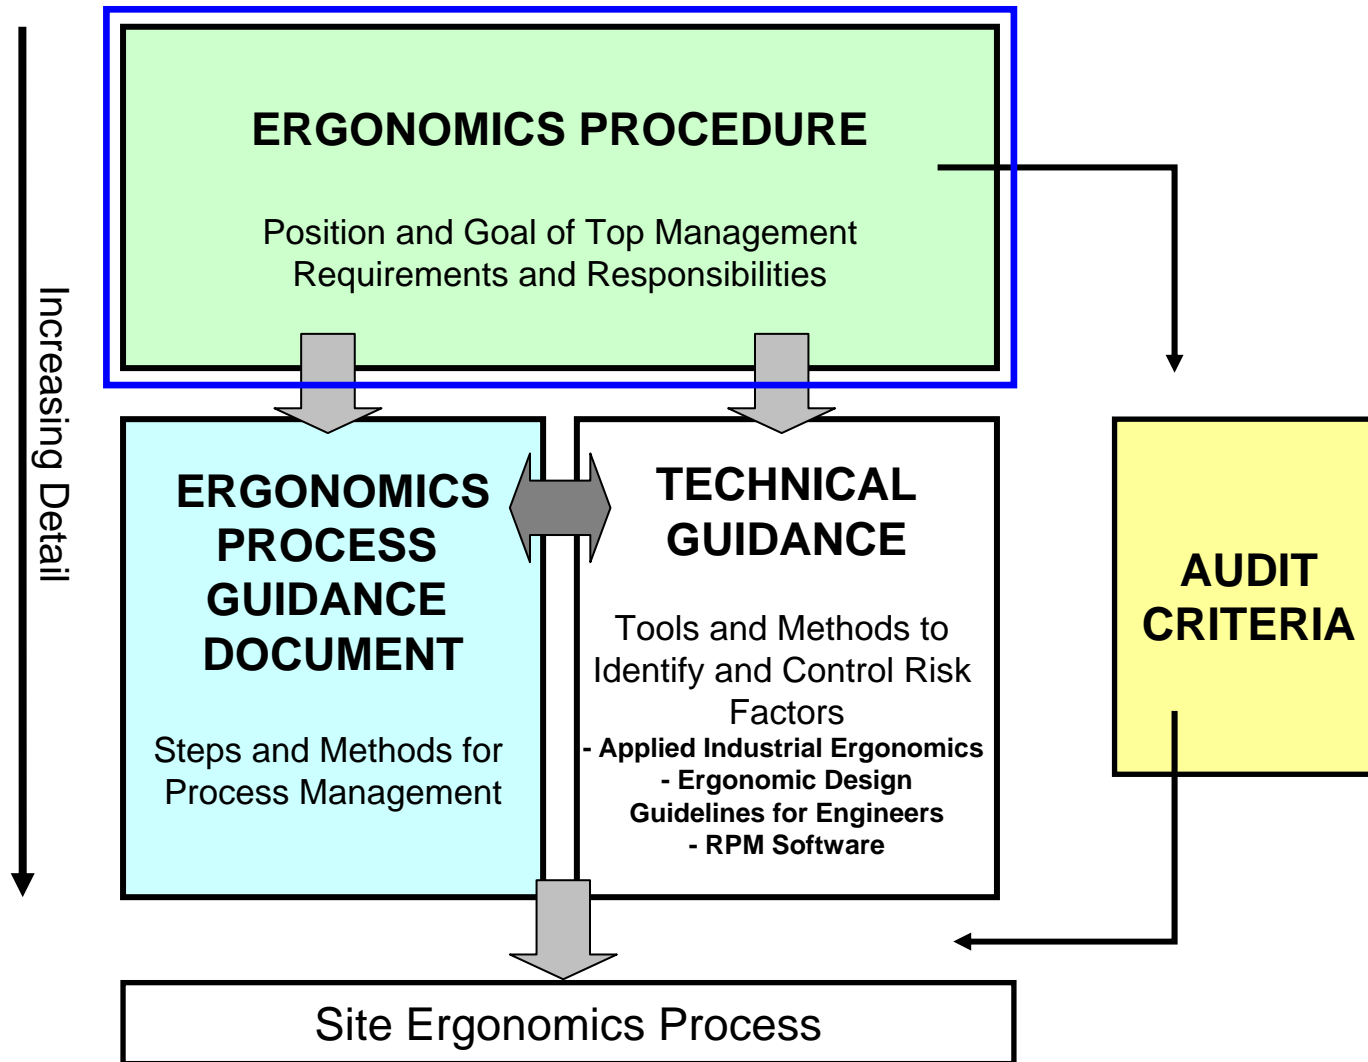 ERGONOMICS PROCEDURE
Position and Goal of Top Management
Requirements and Responsibilities
Increasing Detail
ERGONOMICS
PROCESS
GUIDANCE
DOCUMENT
Steps and Methods for
Process Management
TECHNICAL
GUIDANCE
Tools and Methods to
Identify and Control Risk
Factors
- Applied Industrial Ergonomics
- Ergonomic Design
Guidelines for Engineers
- RPM Software
AUDIT
CRITERIA
Site Ergonomics Process